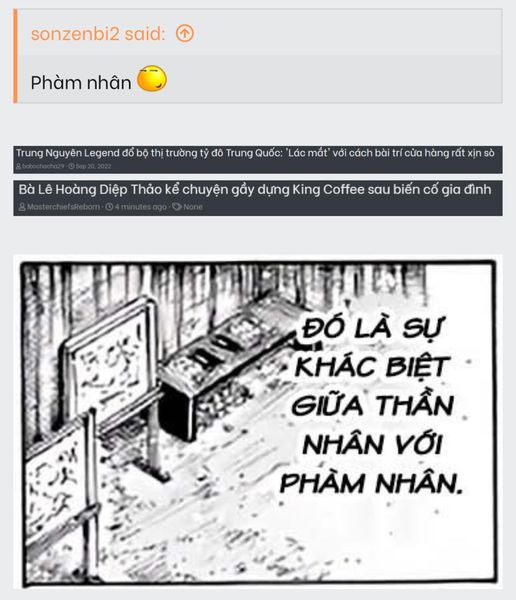 sonzenbi2 said:
Phàm nhân
Trung Nguyên Legend đổ bộ thị trường tỷ đô Trung Quốc: 'Lác mắt' với cách bài trí cửa hàng rất xịn sò
bobochacha29 · Sep 20, 2022
Bà Lê Hoàng Diệp Thảo kể chuyện gầy dựng King Coffee sau biến cố gia đình
MasterchiefsReborn · 4 minutes ago · None
ĐÓ LÀ SỰ
KHÁC BIỆT
GIỮA THẦN
NHÂN VỚI
PHÀM NHÂN.